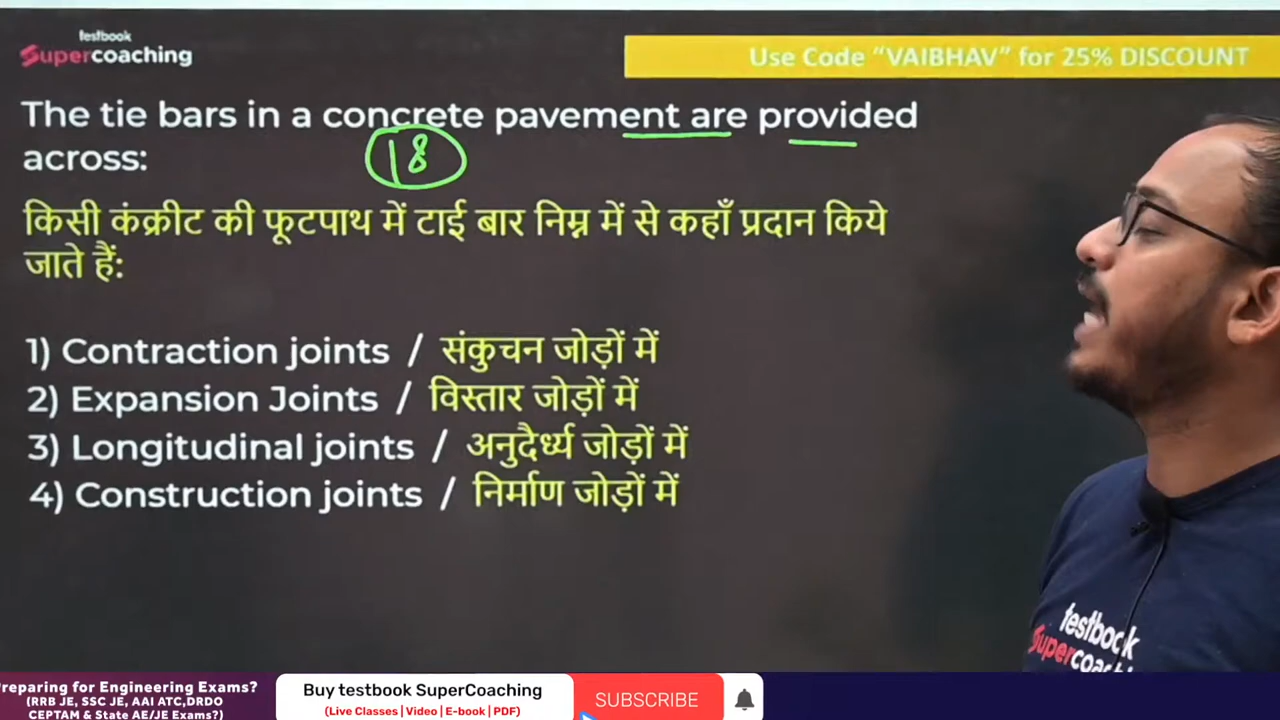 testbook
Supercoaching
Use Code “VAIBHAV” for 25% DISCOUNT
The tie bars in a concrete pavement are provided
across:
18
किसी कंक्रीट की फूटपाथ में टाई बार निम्न में से कहाँ प्रदान किये
जाते हैं:
1) Contraction joints / संकुचन जोड़ों में
2) Expansion Joints / विस्तार जोड़ों में
3) Longitudinal joints / अनुदैर्ध्य जोड़ों में
4) Construction joints / निर्माण जोड़ों में
testbook
Supercoachi
Preparing for Engineering Exams?
(RRB JE, SSC JE, AAI ATC,DRDO
CEPTAM & State AE/JE Exams?)
Buy testbook SuperCoaching
(Live Classes | Video | E-book | PDF)
SUBSCRIBE